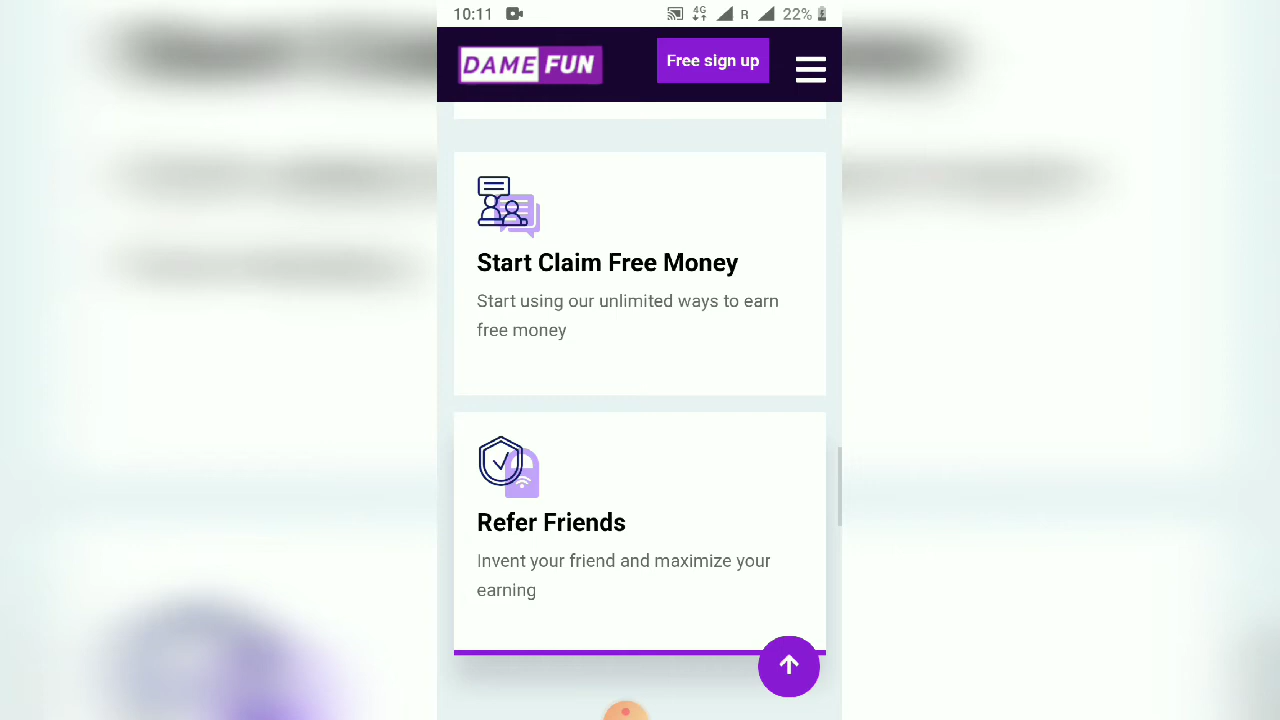 10:11
4G
R
22%
DAME FUN
Free sign up
Start Claim Free Money
Start using our unlimited ways to earn
free money
Refer Friends
Invent your friend and maximize your
earning